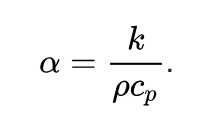 α = k / ρc_p.